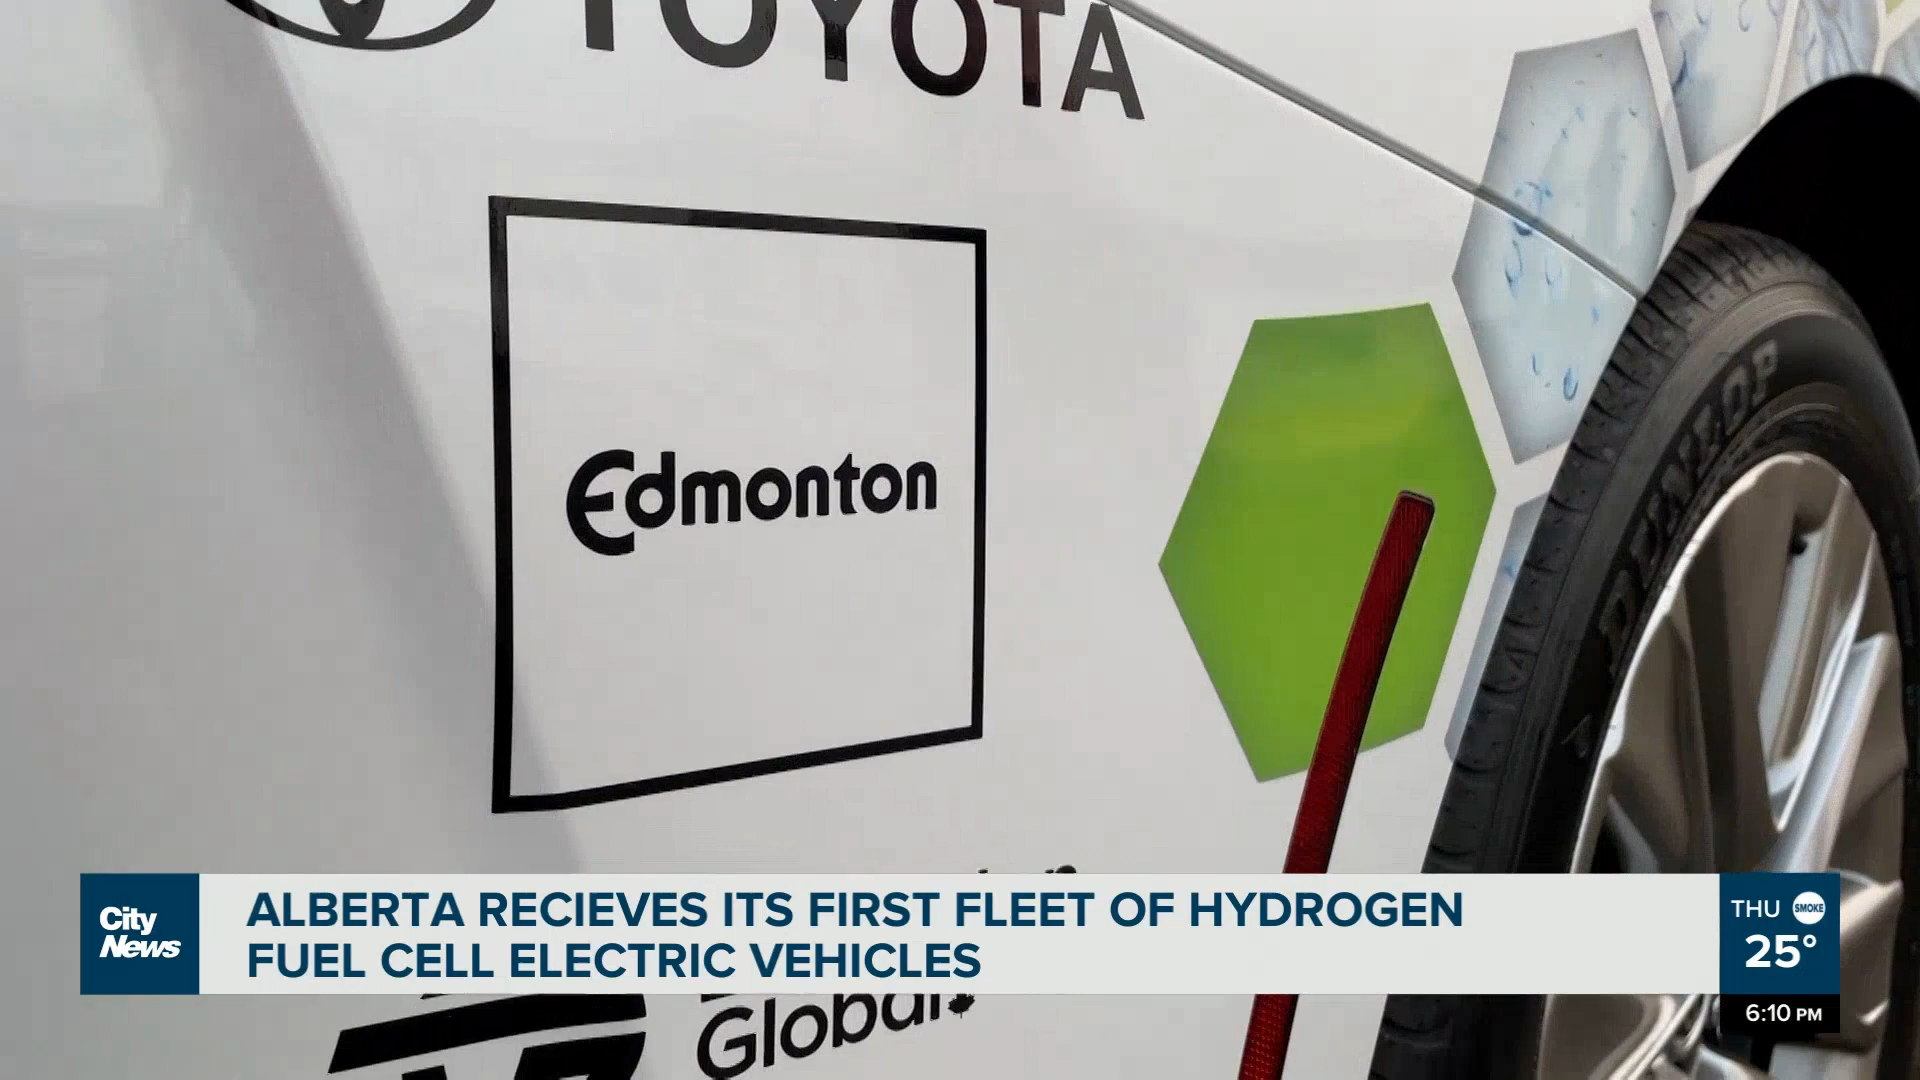 TOYOTA
Edmonton
DUNLOP
DUNLOP
City
News
ALBERTA RECIEVES ITS FIRST FLEET OF HYDROGEN
FUEL CELL ELECTRIC VEHICLES
THU SMOKE
25°
6:10 PM
Global